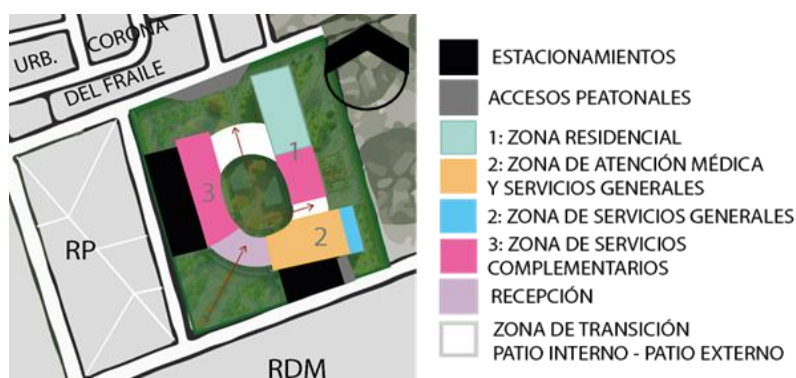 URB. CORONA
DEL FRAILE
1
3
2
RP
RDM
ESTACIONAMIENTOS
ACCESOS PEATONALES
1: ZONA RESIDENCIAL
2: ZONA DE ATENCIÓN MÉDICA
Y SERVICIOS GENERALES
2: ZONA DE SERVICIOS GENERALES
3: ZONA DE SERVICIOS
COMPLEMENTARIOS
RECEPCIÓN
ZONA DE TRANSICIÓN
PATIO INTERNO - PATIO EXTERNO